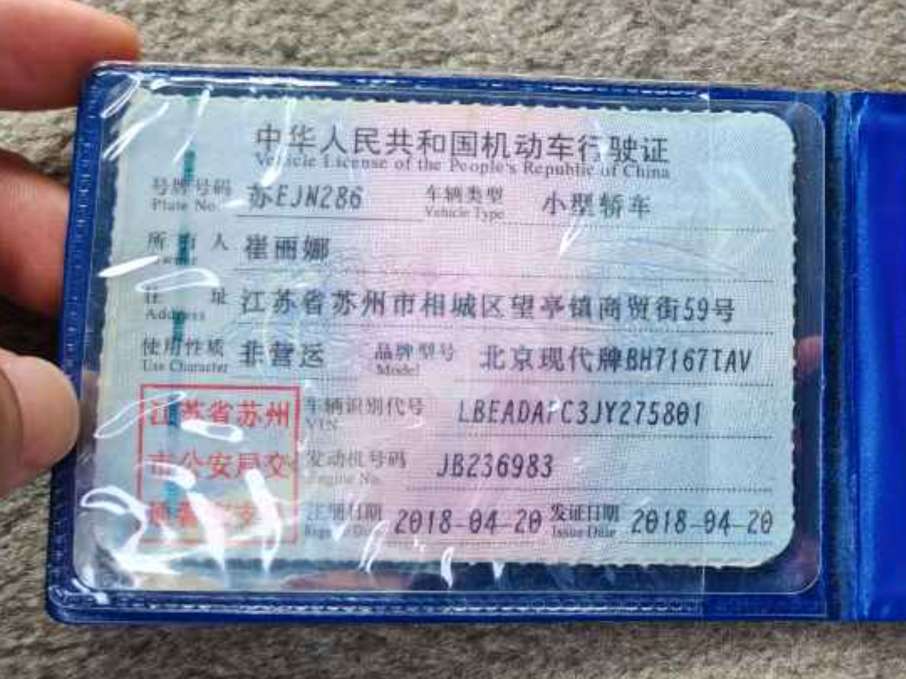 中华人民共和国机动车行驶证
Vehicle License of the People's Republic of China
号牌号码 苏EJN286 车辆类型 小型轿车
Plate No. Vehicle Type
所 人 崔丽娜
住 址 江苏省苏州市相城区望亭镇商贸街59号
Address
使用性质 非营运 品牌型号 北京现代牌BH7167TAV
Use Character Model
江苏省苏州 车辆识别代号
VIN
市公安局交 发动机号码 JB236983
Engine No.
注册日期 2018-04-20 发证日期 2018-04-20
Issue Date